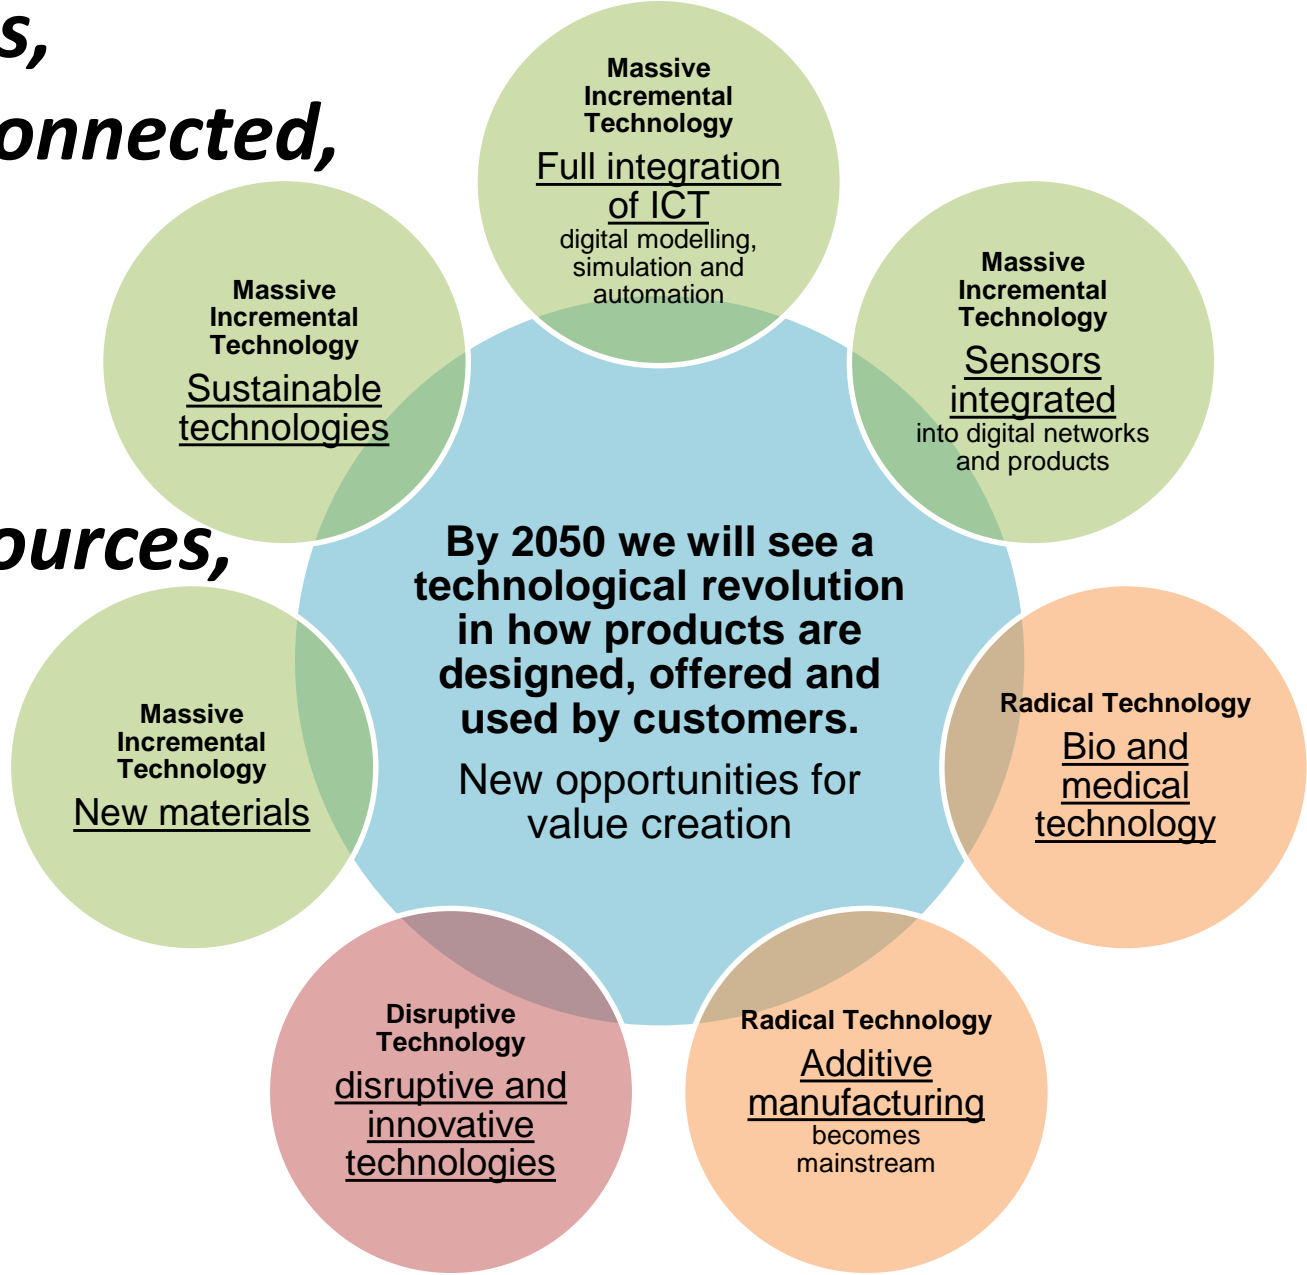 s,
onnected,
ources,
Massive
Incremental
Technology
Full integration
of ICT
digital modelling,
simulation and
automation
Massive
Incremental
Technology
Sensors
integrated
into digital networks
and products
Radical Technology
Bio and
medical
technology
Radical Technology
Additive
manufacturing
becomes
mainstream
Disruptive
Technology
disruptive and
innovative
technologies
Massive
Incremental
Technology
New materials
Massive
Incremental
Technology
Sustainable
technologies
By 2050 we will see a
technological revolution
in how products are
designed, offered and
used by customers.
New opportunities for
value creation